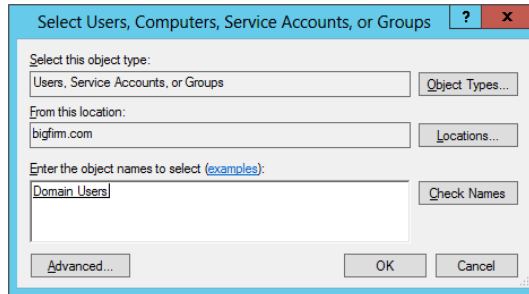 Select Users, Computers, Service Accounts, or Groups ? x
Select this object type:
Users, Service Accounts, or Groups
Object Types...
From this location:
bigfirm.com
Locations...
Enter the object names to select (examples):
Domain Users
Check Names
Advanced...
OK
Cancel